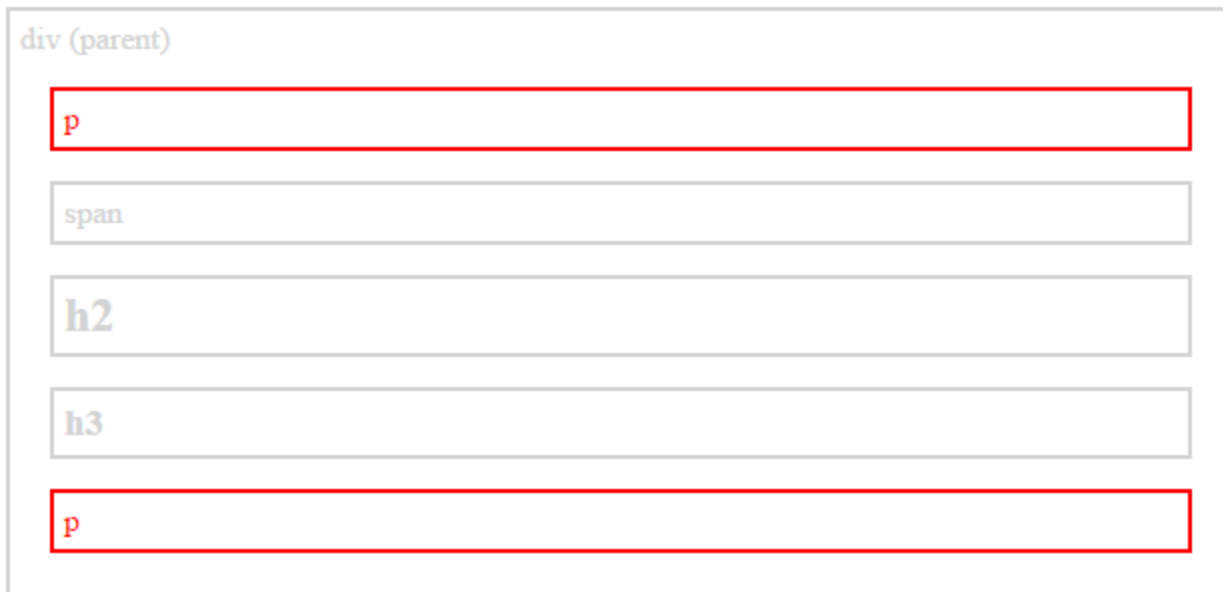 div (parent)
p
span
h2
h3
p